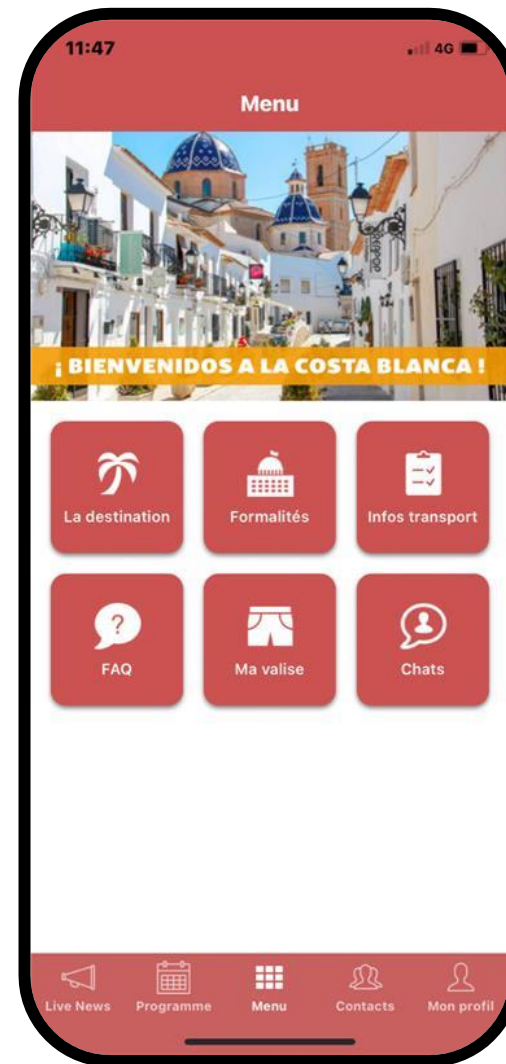 11:47
4G
Menu
¡ BIENVENIDOS A LA COSTA BLANCA !
La destination
Formalités
Infos transport
?
FAQ
Ma valise
Chats
Live News
Programme
Menu
Contacts
Mon profil